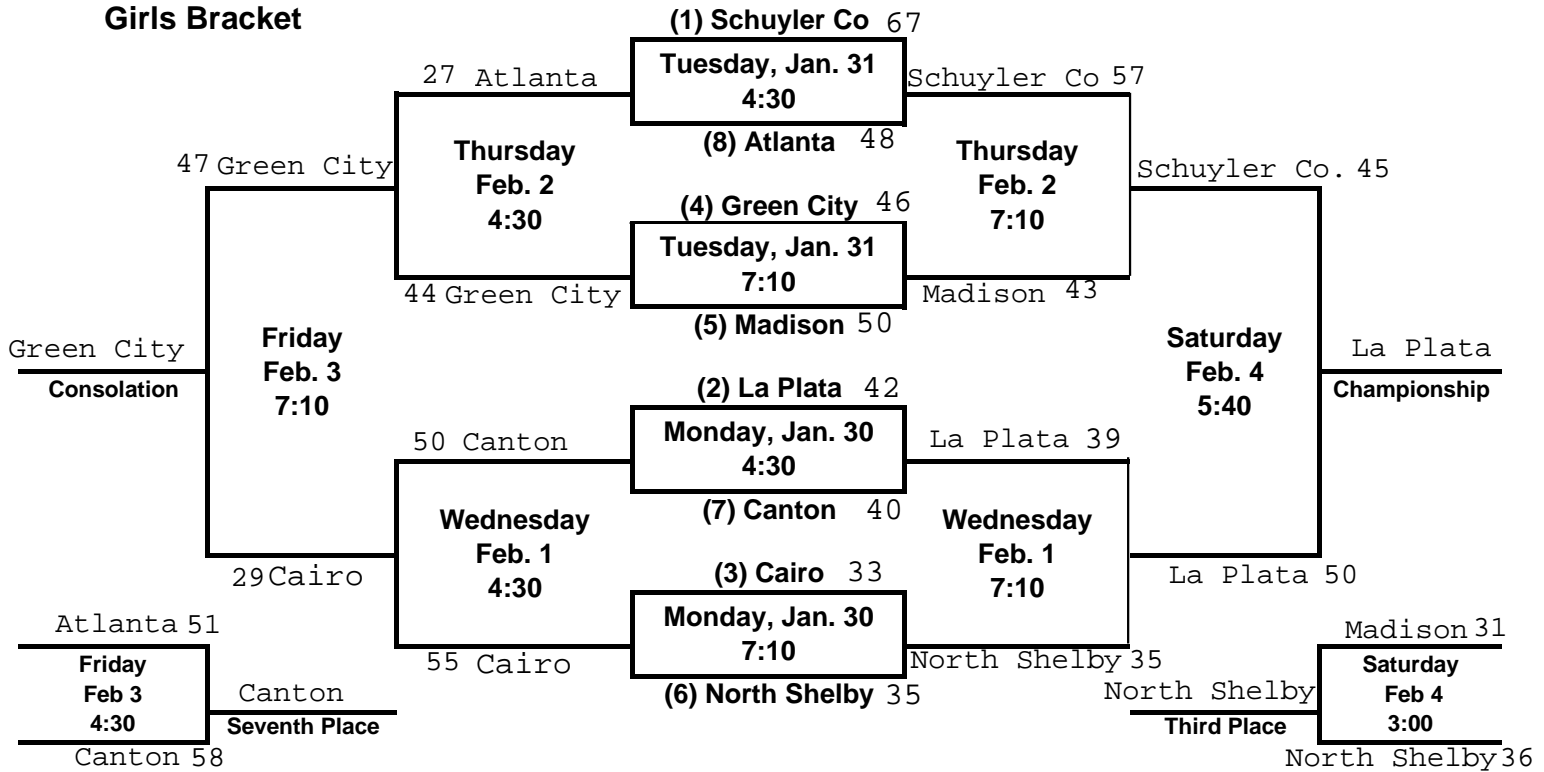 Girls Bracket
(1) Schuyler Co 67
27 Atlanta
Tuesday, Jan. 31
4:30
Schuyler Co 57
(8) Atlanta 48
47 Green City
Thursday
Feb. 2
4:30
Thursday
Feb. 2
7:10
Schuyler Co. 45
(4) Green City 46
Tuesday, Jan. 31
7:10
44 Green City
Madison 43
(5) Madison 50
Green City
Consolation
Friday
Feb. 3
7:10
Saturday
Feb. 4
5:40
La Plata
Championship
(2) La Plata 42
50 Canton
Monday, Jan. 30
4:30
La Plata 39
(7) Canton 40
Wednesday
Feb. 1
4:30
Wednesday
Feb. 1
7:10
29 Cairo
(3) Cairo 33
La Plata 50
Monday, Jan. 30
7:10
55 Cairo
North Shelby 35
(6) North Shelby 35
Atlanta 51
Friday
Feb 3
4:30
Canton
Seventh Place
Canton 58
Madison 31
Saturday
Feb 4
3:00
North Shelby
Third Place
North Shelby 36